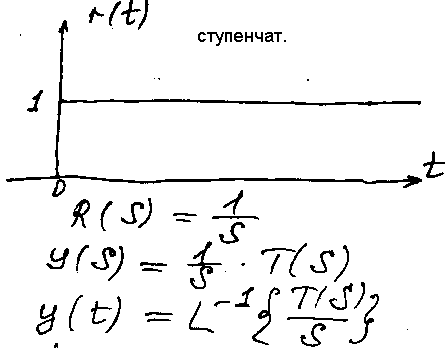 r(t)
ступенчат.
1
t
0
R(S) = 1/S
y(S) = 1/S · T(S)
y(t) = L⁻¹{T(S)/S}